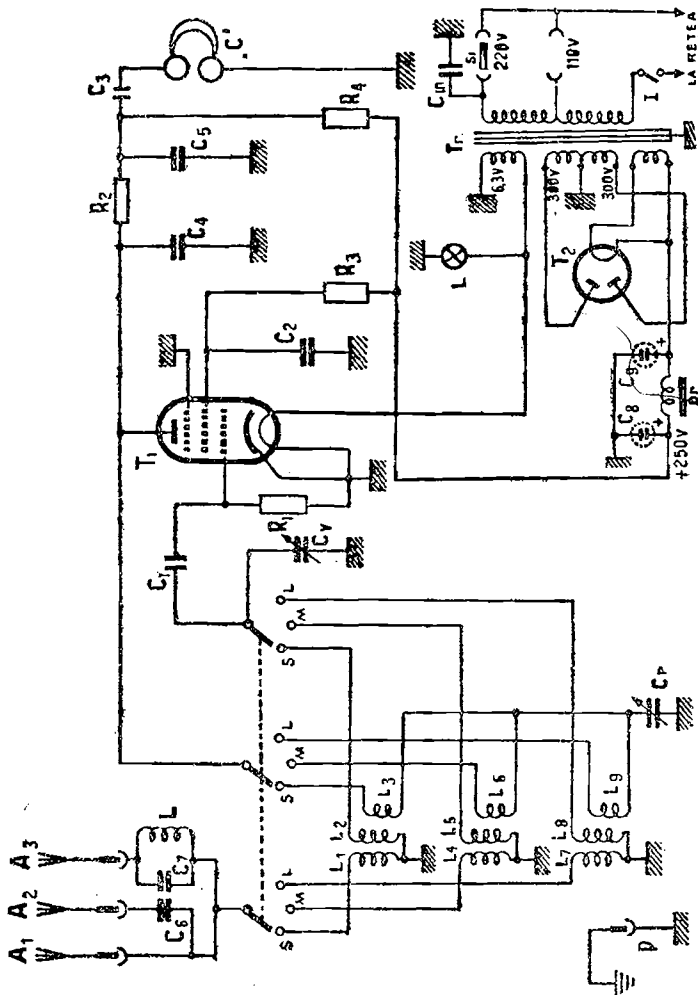 A1 A2 A3
C6 C7 L
S M L
S M L
S M L
L1 L2 L3
L4 L5 L6
L7 L8 L9
CP
P
C1
R1
CV
T1
C2
R3
R2
C4
C5
R4
C3
"C"
L
C8 C9
+ +
+250V
Dr
T2
6,3V
300V
300V
Tr
Cin
S1
220V
110V
I
LA RETEA